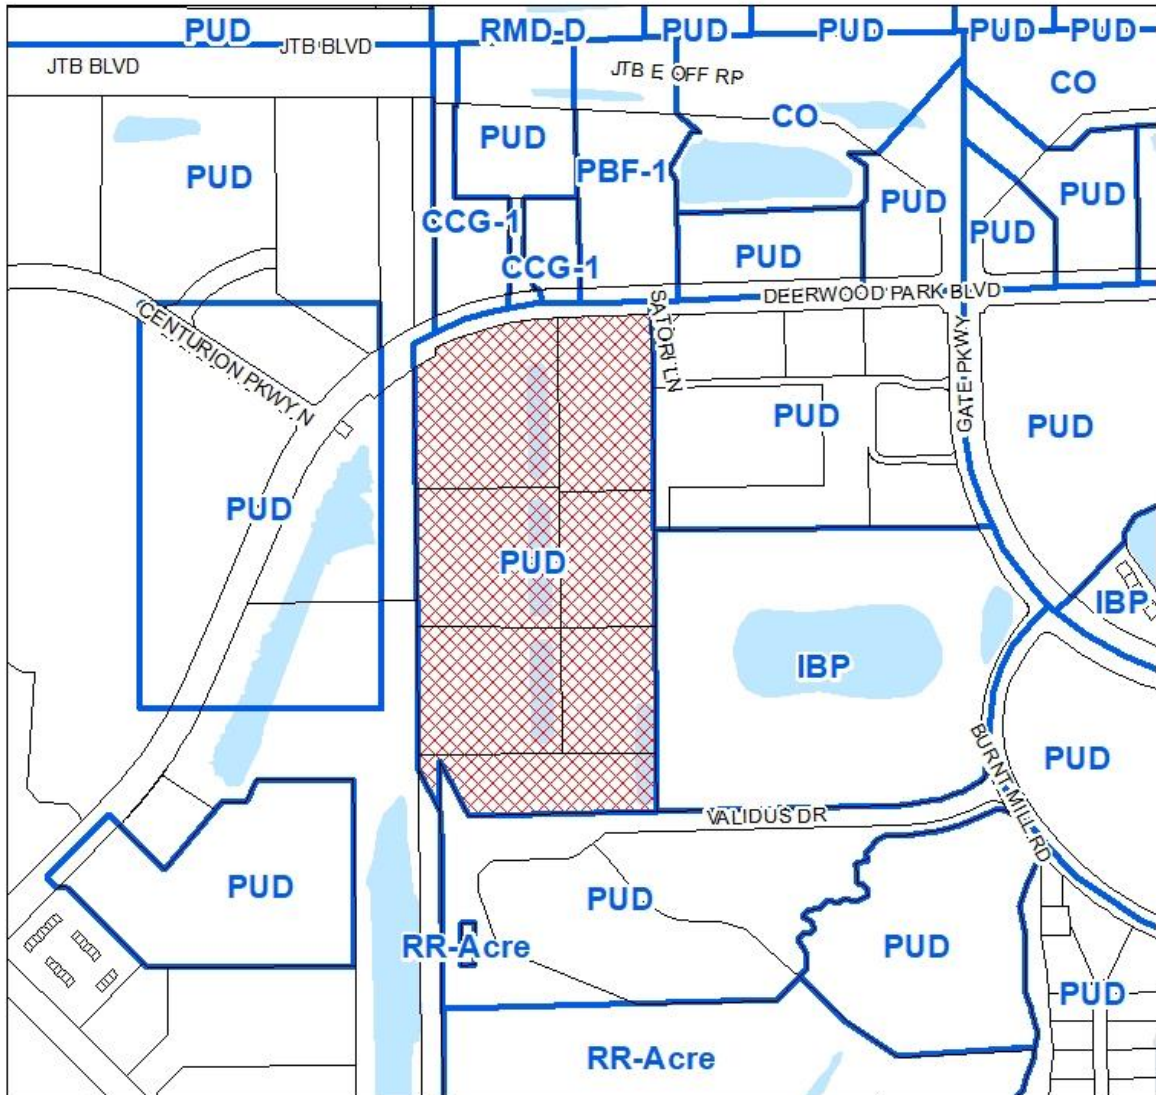 PUD
RMD-D
PUD
PUD
PUD
PUD
JTB BLVD
JTB BLVD
JTB E OFF RP
CO
CO
PUD
PUD
PBF-1
PUD
PUD
PUD
CCG-1
CCG-1
PUD
DEERWOOD PARK BLVD
CENTURION PKWY N
SATORI LN
GATE PKWY
PUD
PUD
PUD
PUD
IBP
IBP
PUD
BURNT MILL RD
VALIDUS DR
PUD
PUD
RR-Acre
PUD
PUD
RR-Acre